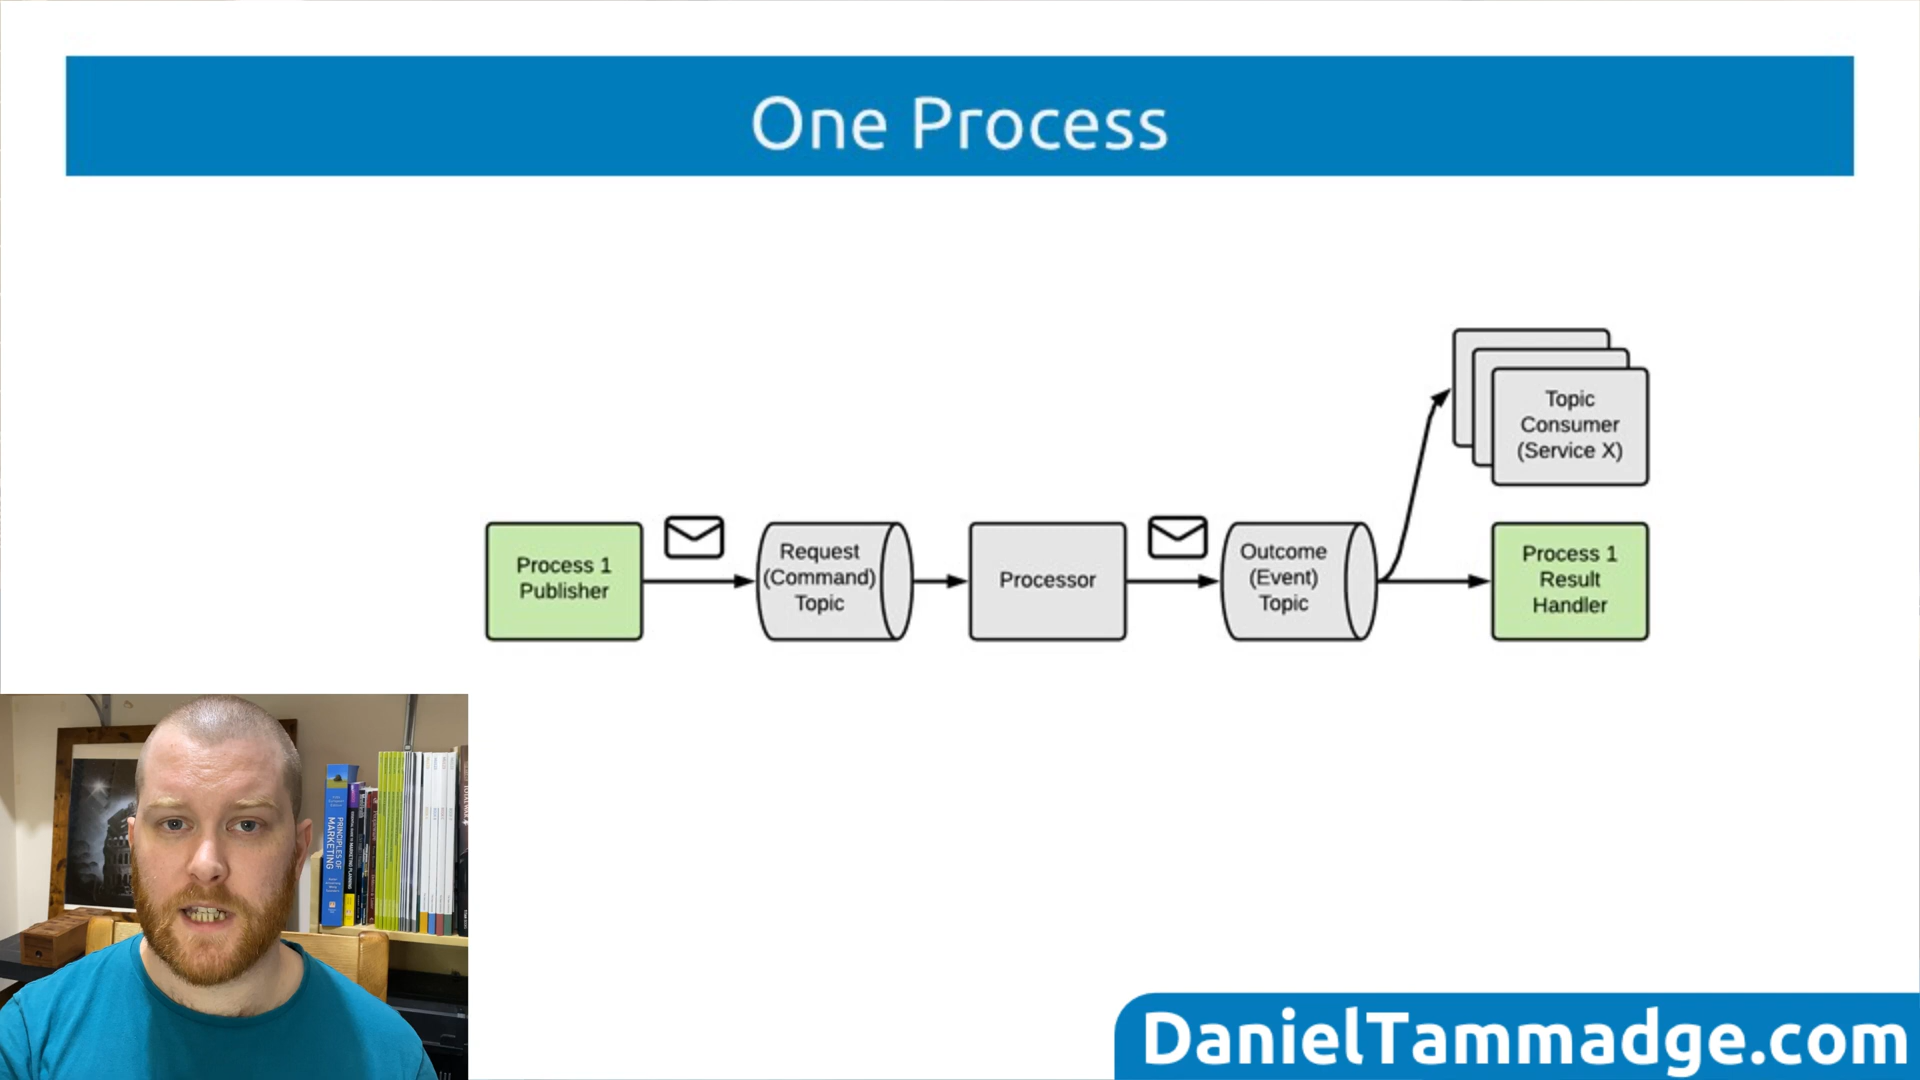 One Process
Topic
Consumer
(Service X)
Process 1
Publisher
Request
(Command)
Topic
Processor
Outcome
(Event)
Topic
Process 1
Result
Handler
PRINCIPLES OF
MARKETING
DanielTammadge.com